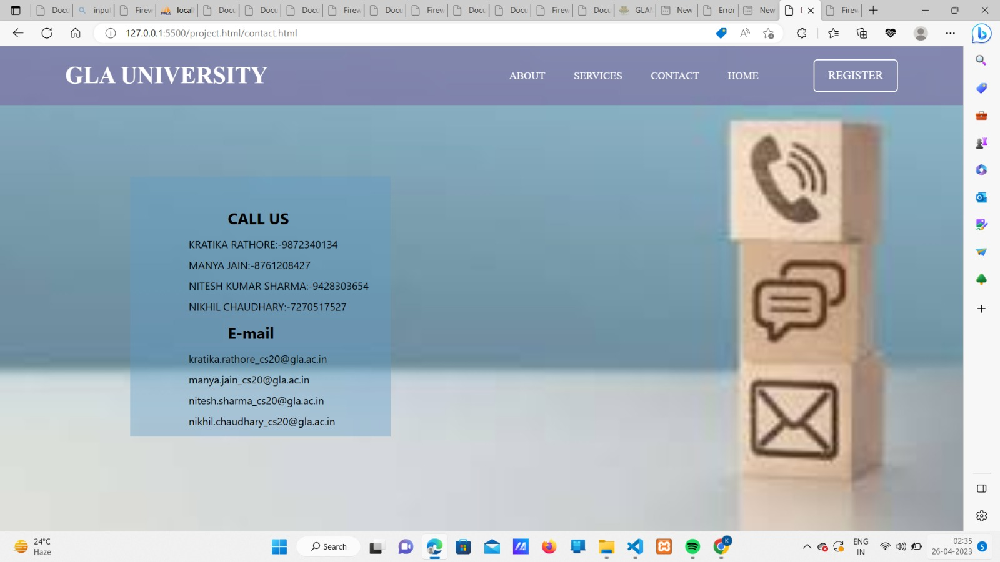 Docu
input
Firew
locall
Docu
Docu
Docu
Firew
Docu
Firew
Docu
Docu
Firew
Docu
GLAM
New
Error
New
Firew
127.0.0.1:5500/project.html/contact.html
GLA UNIVERSITY
ABOUT
SERVICES
CONTACT
HOME
REGISTER
CALL US
KRATIKA RATHORE:-9872340134
MANYA JAIN:-8761208427
NITESH KUMAR SHARMA:-9428303654
NIKHIL CHAUDHARY:-7270517527
E-mail
kratika.rathore_cs20@gla.ac.in
manya.jain_cs20@gla.ac.in
nitesh.sharma_cs20@gla.ac.in
nikhil.chaudhary_cs20@gla.ac.in
24°C
Haze
Search
K
ENG
IN
02:35
26-04-2023
5